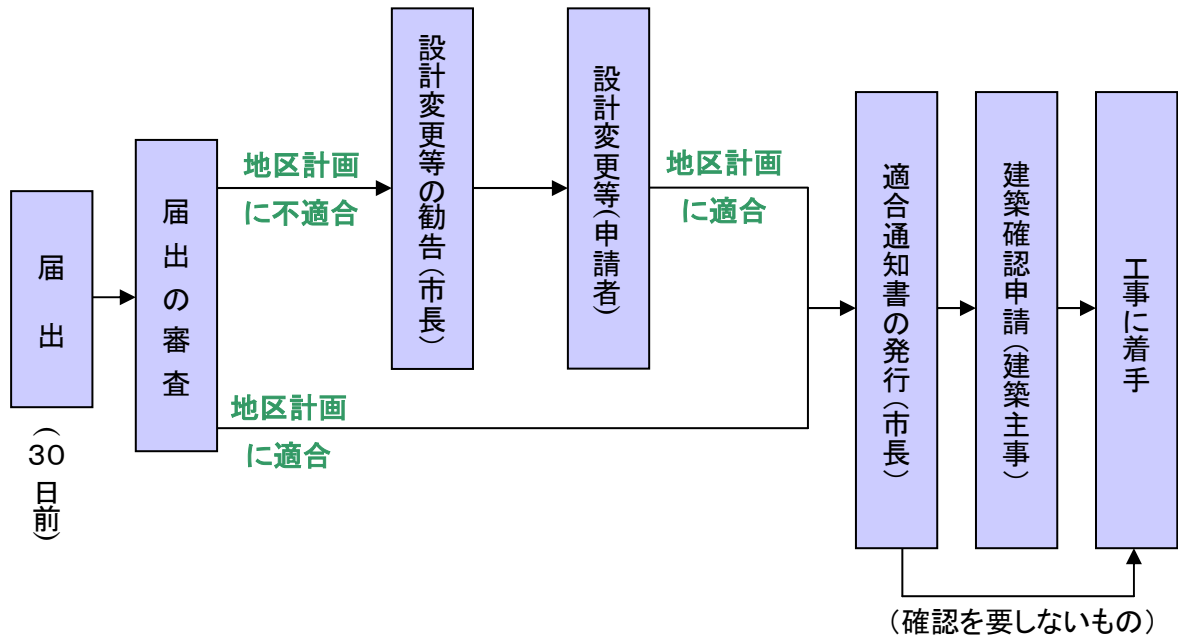 届出
（30日前）
届出の審査
地区計画
に不適合
設計変更等の勧告（市長）
設計変更等（申請者）
地区計画
に適合
地区計画
に適合
適合通知書の発行（市長）
建築確認申請（建築主事）
工事に着手
（確認を要しないもの）